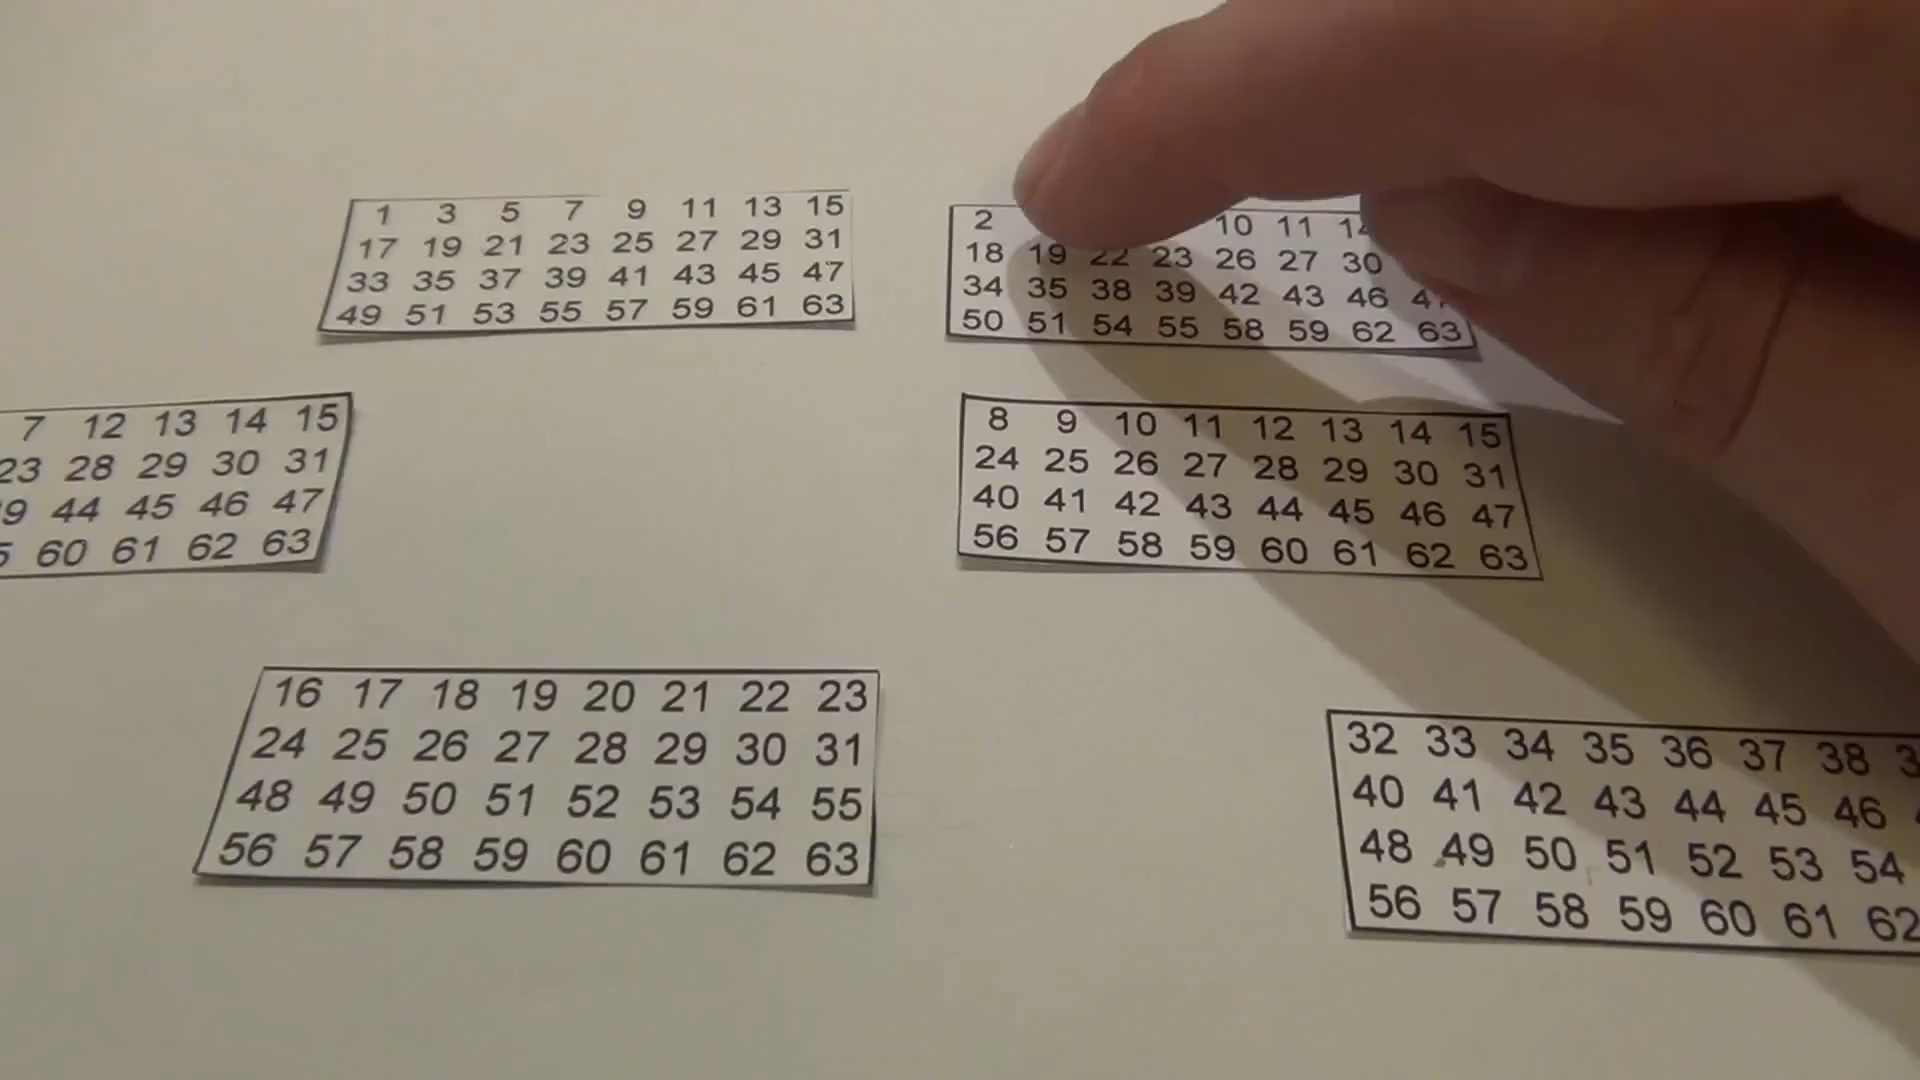 1 3 5 7 9 11 13 15
17 19 21 23 25 27 29 31
33 35 37 39 41 43 45 47
49 51 53 55 57 59 61 63
2 10 11
18 19 22 23 26 27 30
34 35 38 39 42 43 46
50 51 54 55 58 59 62 63
7 12 13 14 15
23 28 29 30 31
44 45 46 47
60 61 62 63
8 9 10 11 12 13 14 15
24 25 26 27 28 29 30 31
40 41 42 43 44 45 46 47
56 57 58 59 60 61 62 63
16 17 18 19 20 21 22 23
24 25 26 27 28 29 30 31
48 49 50 51 52 53 54 55
56 57 58 59 60 61 62 63
32 33 34 35 36 37 38
40 41 42 43 44 45 46
48 49 50 51 52 53 54
56 57 58 59 60 61 62